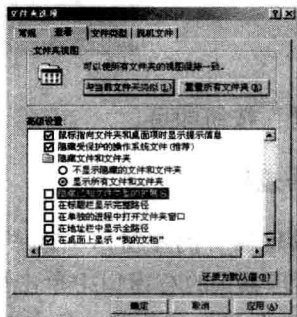 文件夹选项
常规 查看 文件类型 脱机文件
文件夹视图
可以使所有文件夹的视图保持一致。
与当前文件夹类似(L) 重置所有文件夹(R)
高级设置
鼠标指向文件夹和桌面项时显示提示信息
隐藏受保护的操作系统文件(推荐)
隐藏文件和文件夹
不显示隐藏的文件和文件夹
显示所有文件和文件夹
在标题栏显示完整路径
在单独的进程中打开文件夹窗口
在地址栏中显示全路径
在桌面上显示“我的文档”
还原为默认值(D)
确定 取消 应用(A)